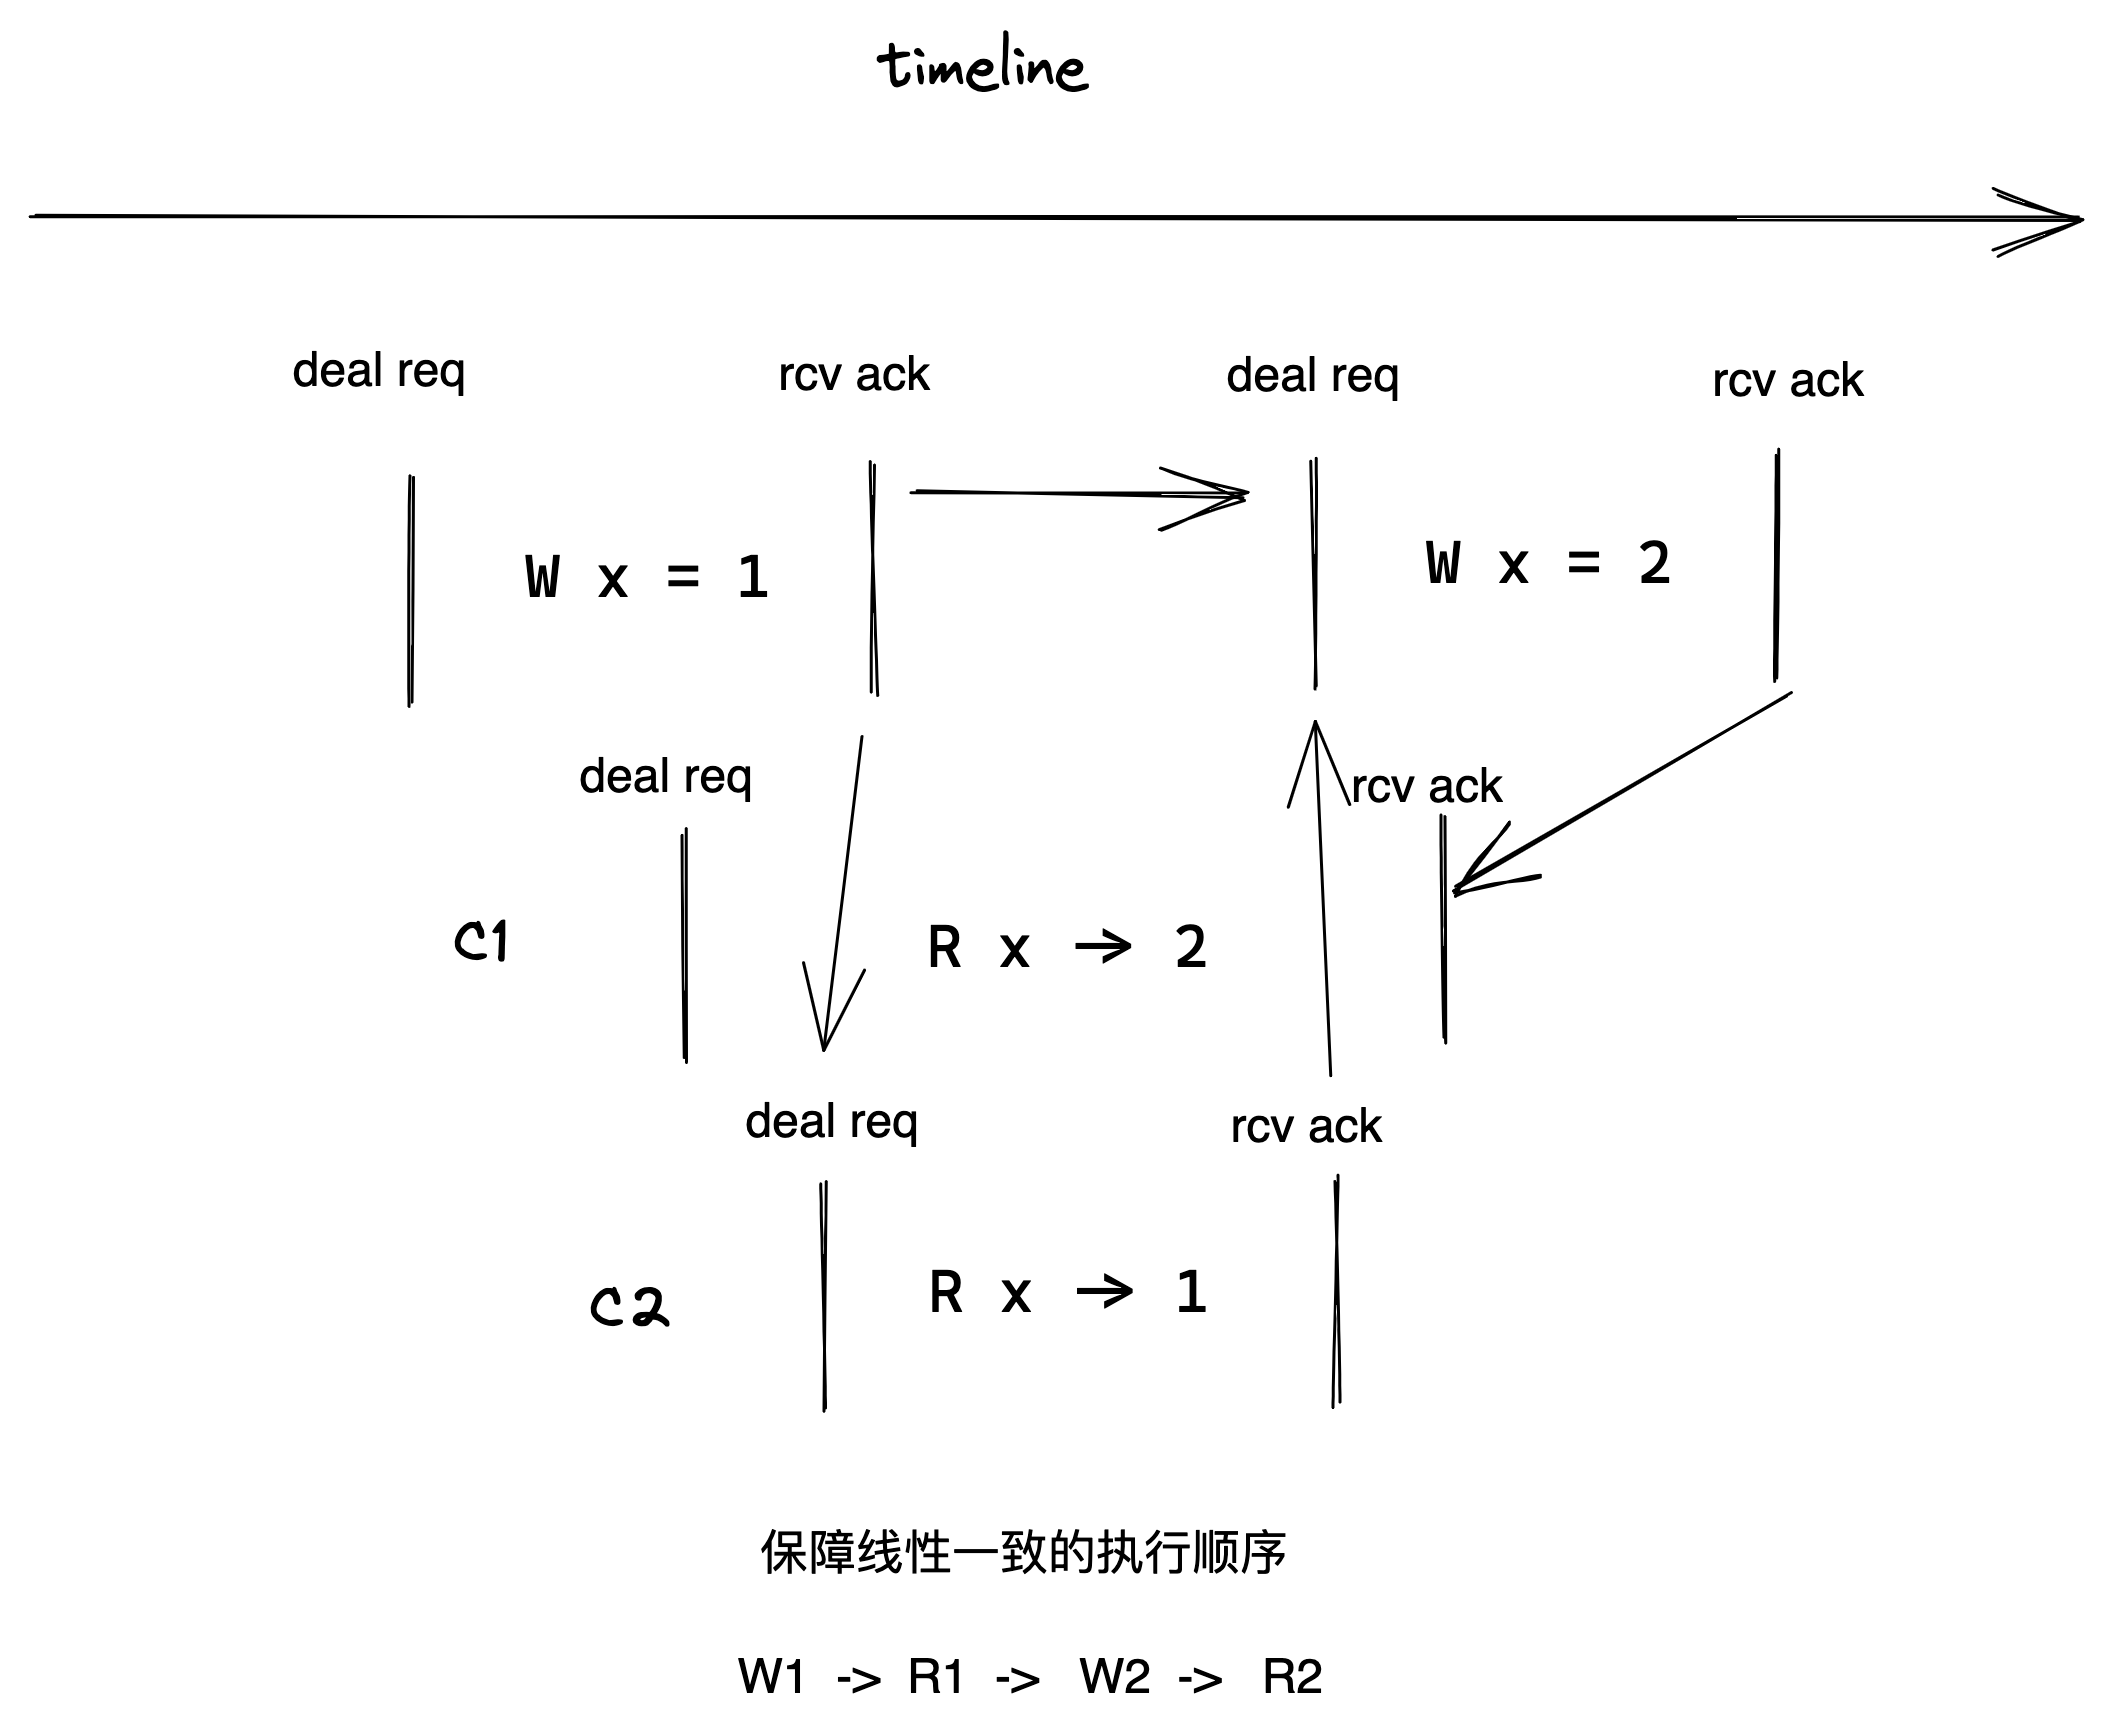 timeline
deal req rcv ack deal req rcv ack
W x = 1 W x = 2
deal req rcv ack
C1 R x -> 2
deal req rcv ack
C2 R x -> 1
保障线性一致的执行顺序
W1 -> R1 -> W2 -> R2